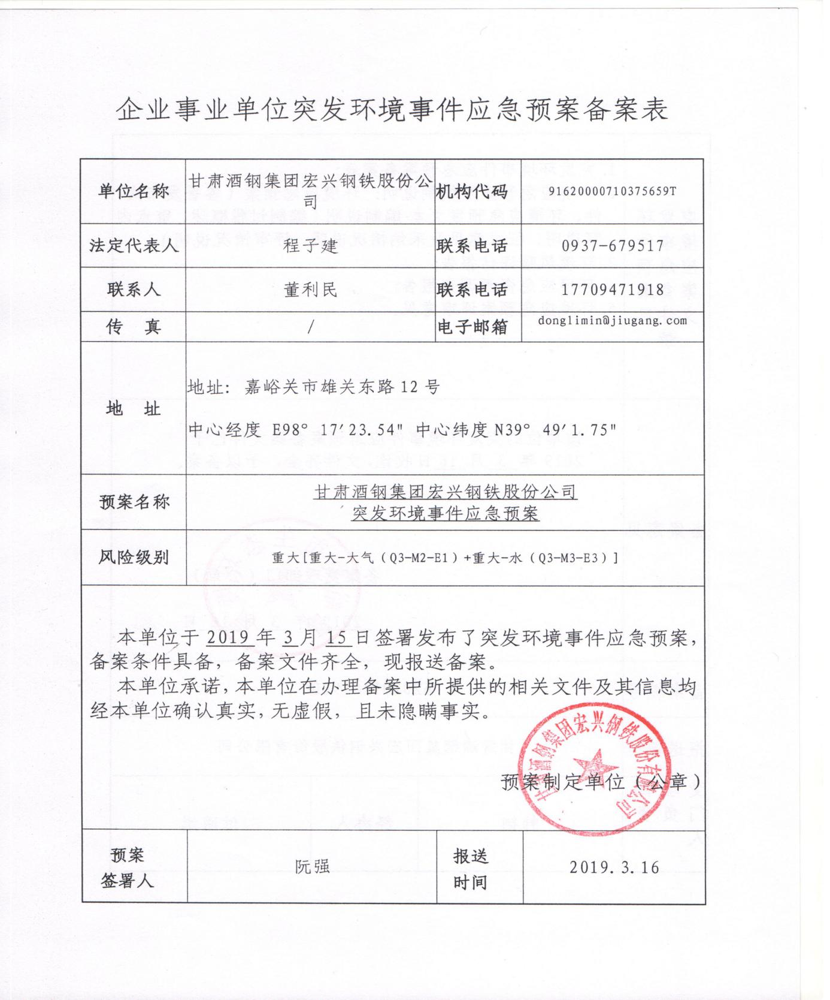 企业事业单位突发环境事件应急预案备案表
单位名称 甘肃酒钢集团宏兴钢铁股份公司 机构代码 91620000710375659T
法定代表人 程子建 联系电话 0937-679517
联系人 董利民 联系电话 17709471918
传 真 / 电子邮箱 donglimin@jiugang.com
地 址
地址: 嘉峪关市雄关东路12号
中心经度 E98° 17′23.54" 中心纬度N39° 49′1.75"
预案名称
甘肃酒钢集团宏兴钢铁股份公司
突发环境事件应急预案
风险级别 重大[重大-大气（Q3-M2-E1）+重大-水（Q3-M3-E3）]
本单位于 2019 年 3 月 15 日签署发布了突发环境事件应急预案，
备案条件具备，备案文件齐全，现报送备案。
本单位承诺，本单位在办理备案中所提供的相关文件及其信息均
经本单位确认真实，无虚假，且未隐瞒事实。
甘肃酒钢集团宏兴钢铁股份有限公司
预案制定单位（公章）
预案签署人 阮强 报送时间 2019.3.16